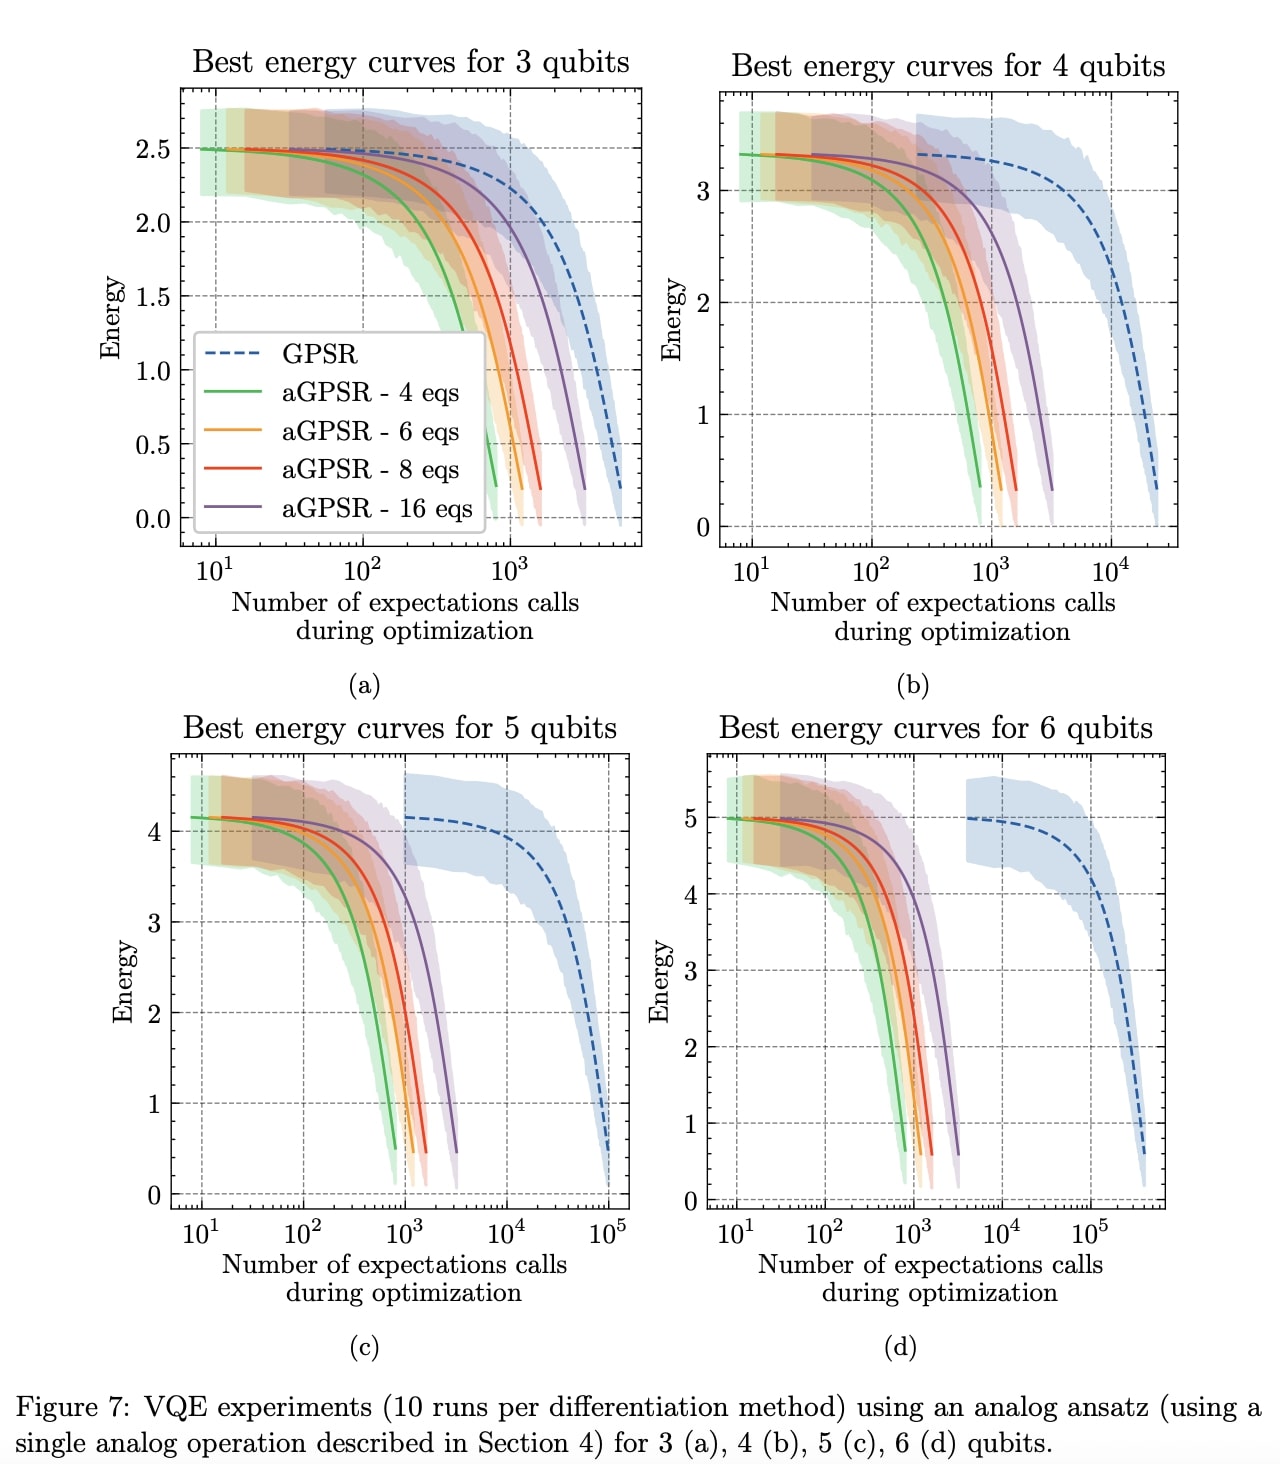 Best energy curves for 3 qubits
Energy
2.5
2.0
1.5
1.0
0.5
0.0
GPSR
aGPSR - 4 eqs
aGPSR - 6 eqs
aGPSR - 8 eqs
aGPSR - 16 eqs
10¹ 10² 10³
Number of expectations calls
during optimization
(a)
Best energy curves for 4 qubits
Energy
3
2
1
0
10¹ 10² 10³ 10⁴
Number of expectations calls
during optimization
(b)
Best energy curves for 5 qubits
Energy
4
3
2
1
0
10¹ 10² 10³ 10⁴ 10⁵
Number of expectations calls
during optimization
(c)
Best energy curves for 6 qubits
Energy
5
4
3
2
1
0
10¹ 10² 10³ 10⁴ 10⁵
Number of expectations calls
during optimization
(d)
Figure 7: VQE experiments (10 runs per differentiation method) using an analog ansatz (using a
single analog operation described in Section 4) for 3 (a), 4 (b), 5 (c), 6 (d) qubits.